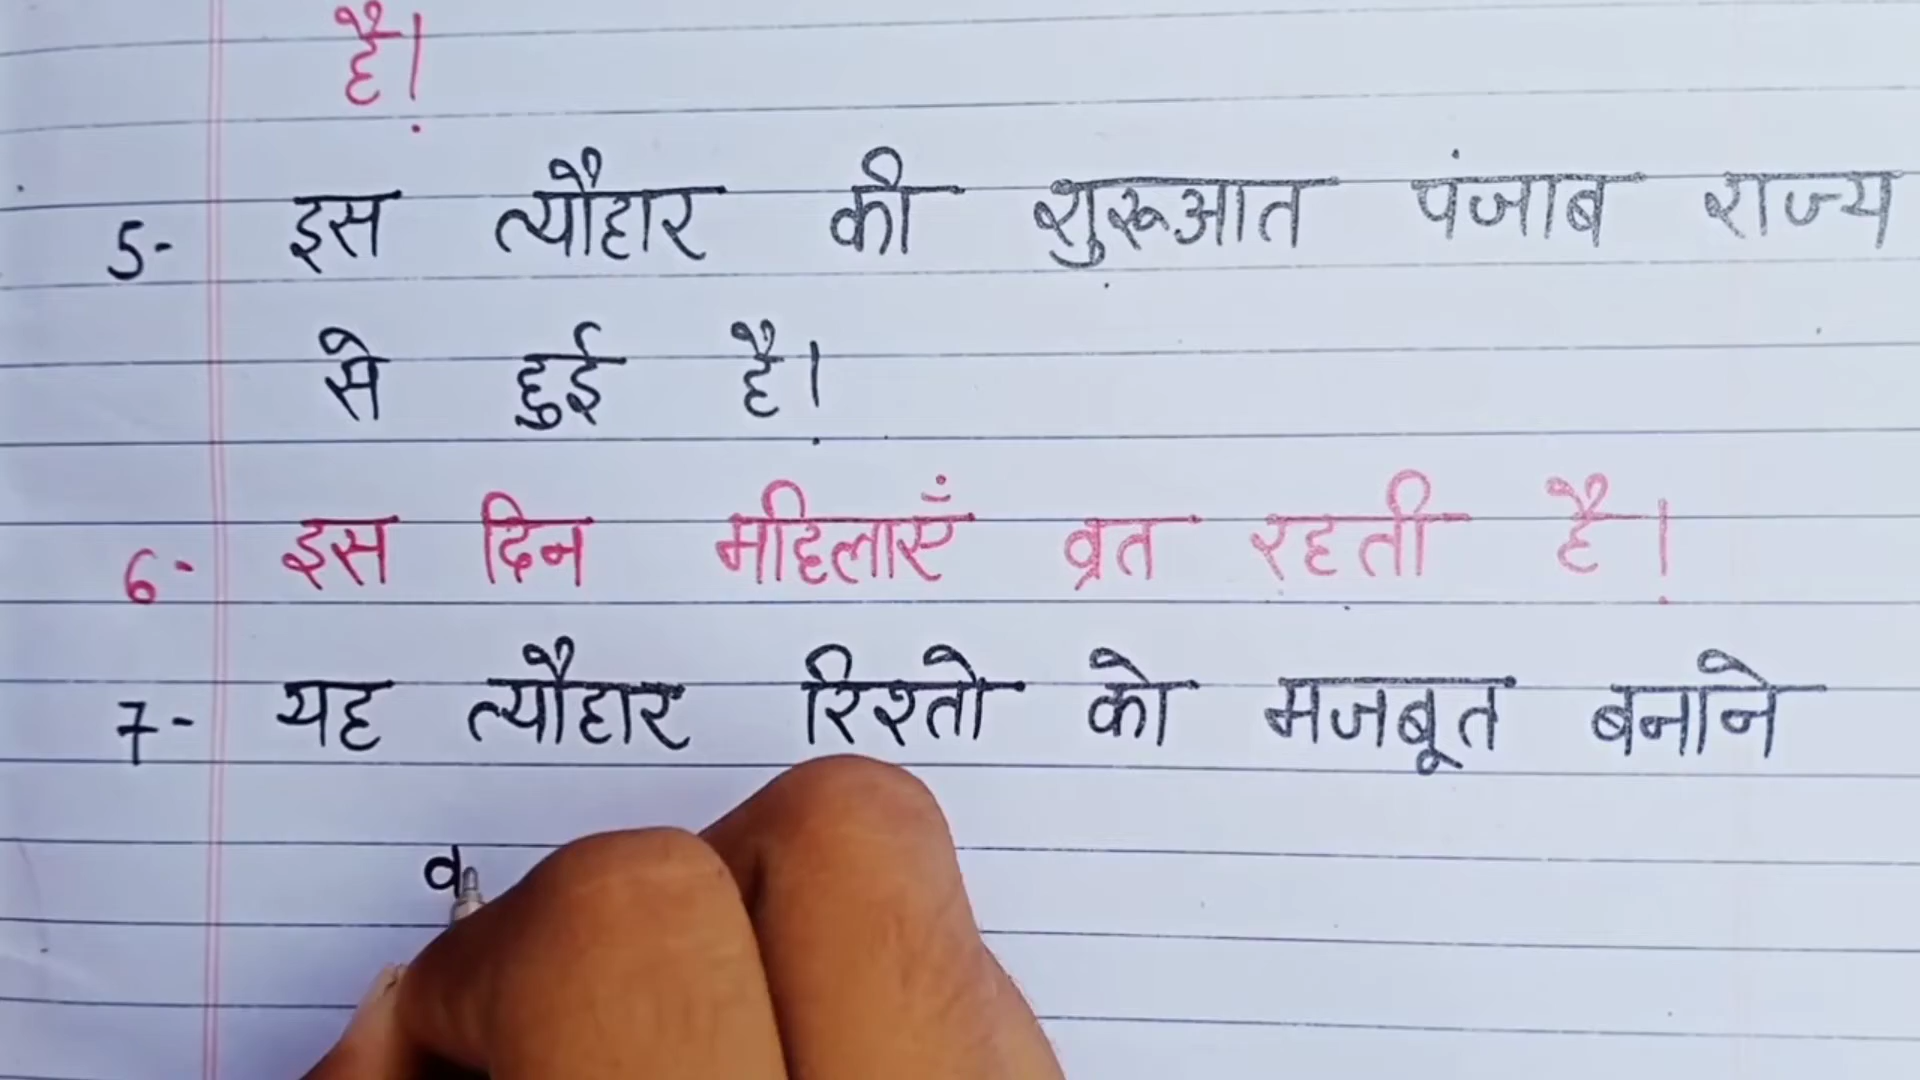 है।
5- इस त्यौहार की शुरूआत पंजाब राज्य
से हुई है।
6- इस दिन महिलाएँ व्रत रहती है।
7- यह त्यौहार रिश्तो को मजबूत बनाने